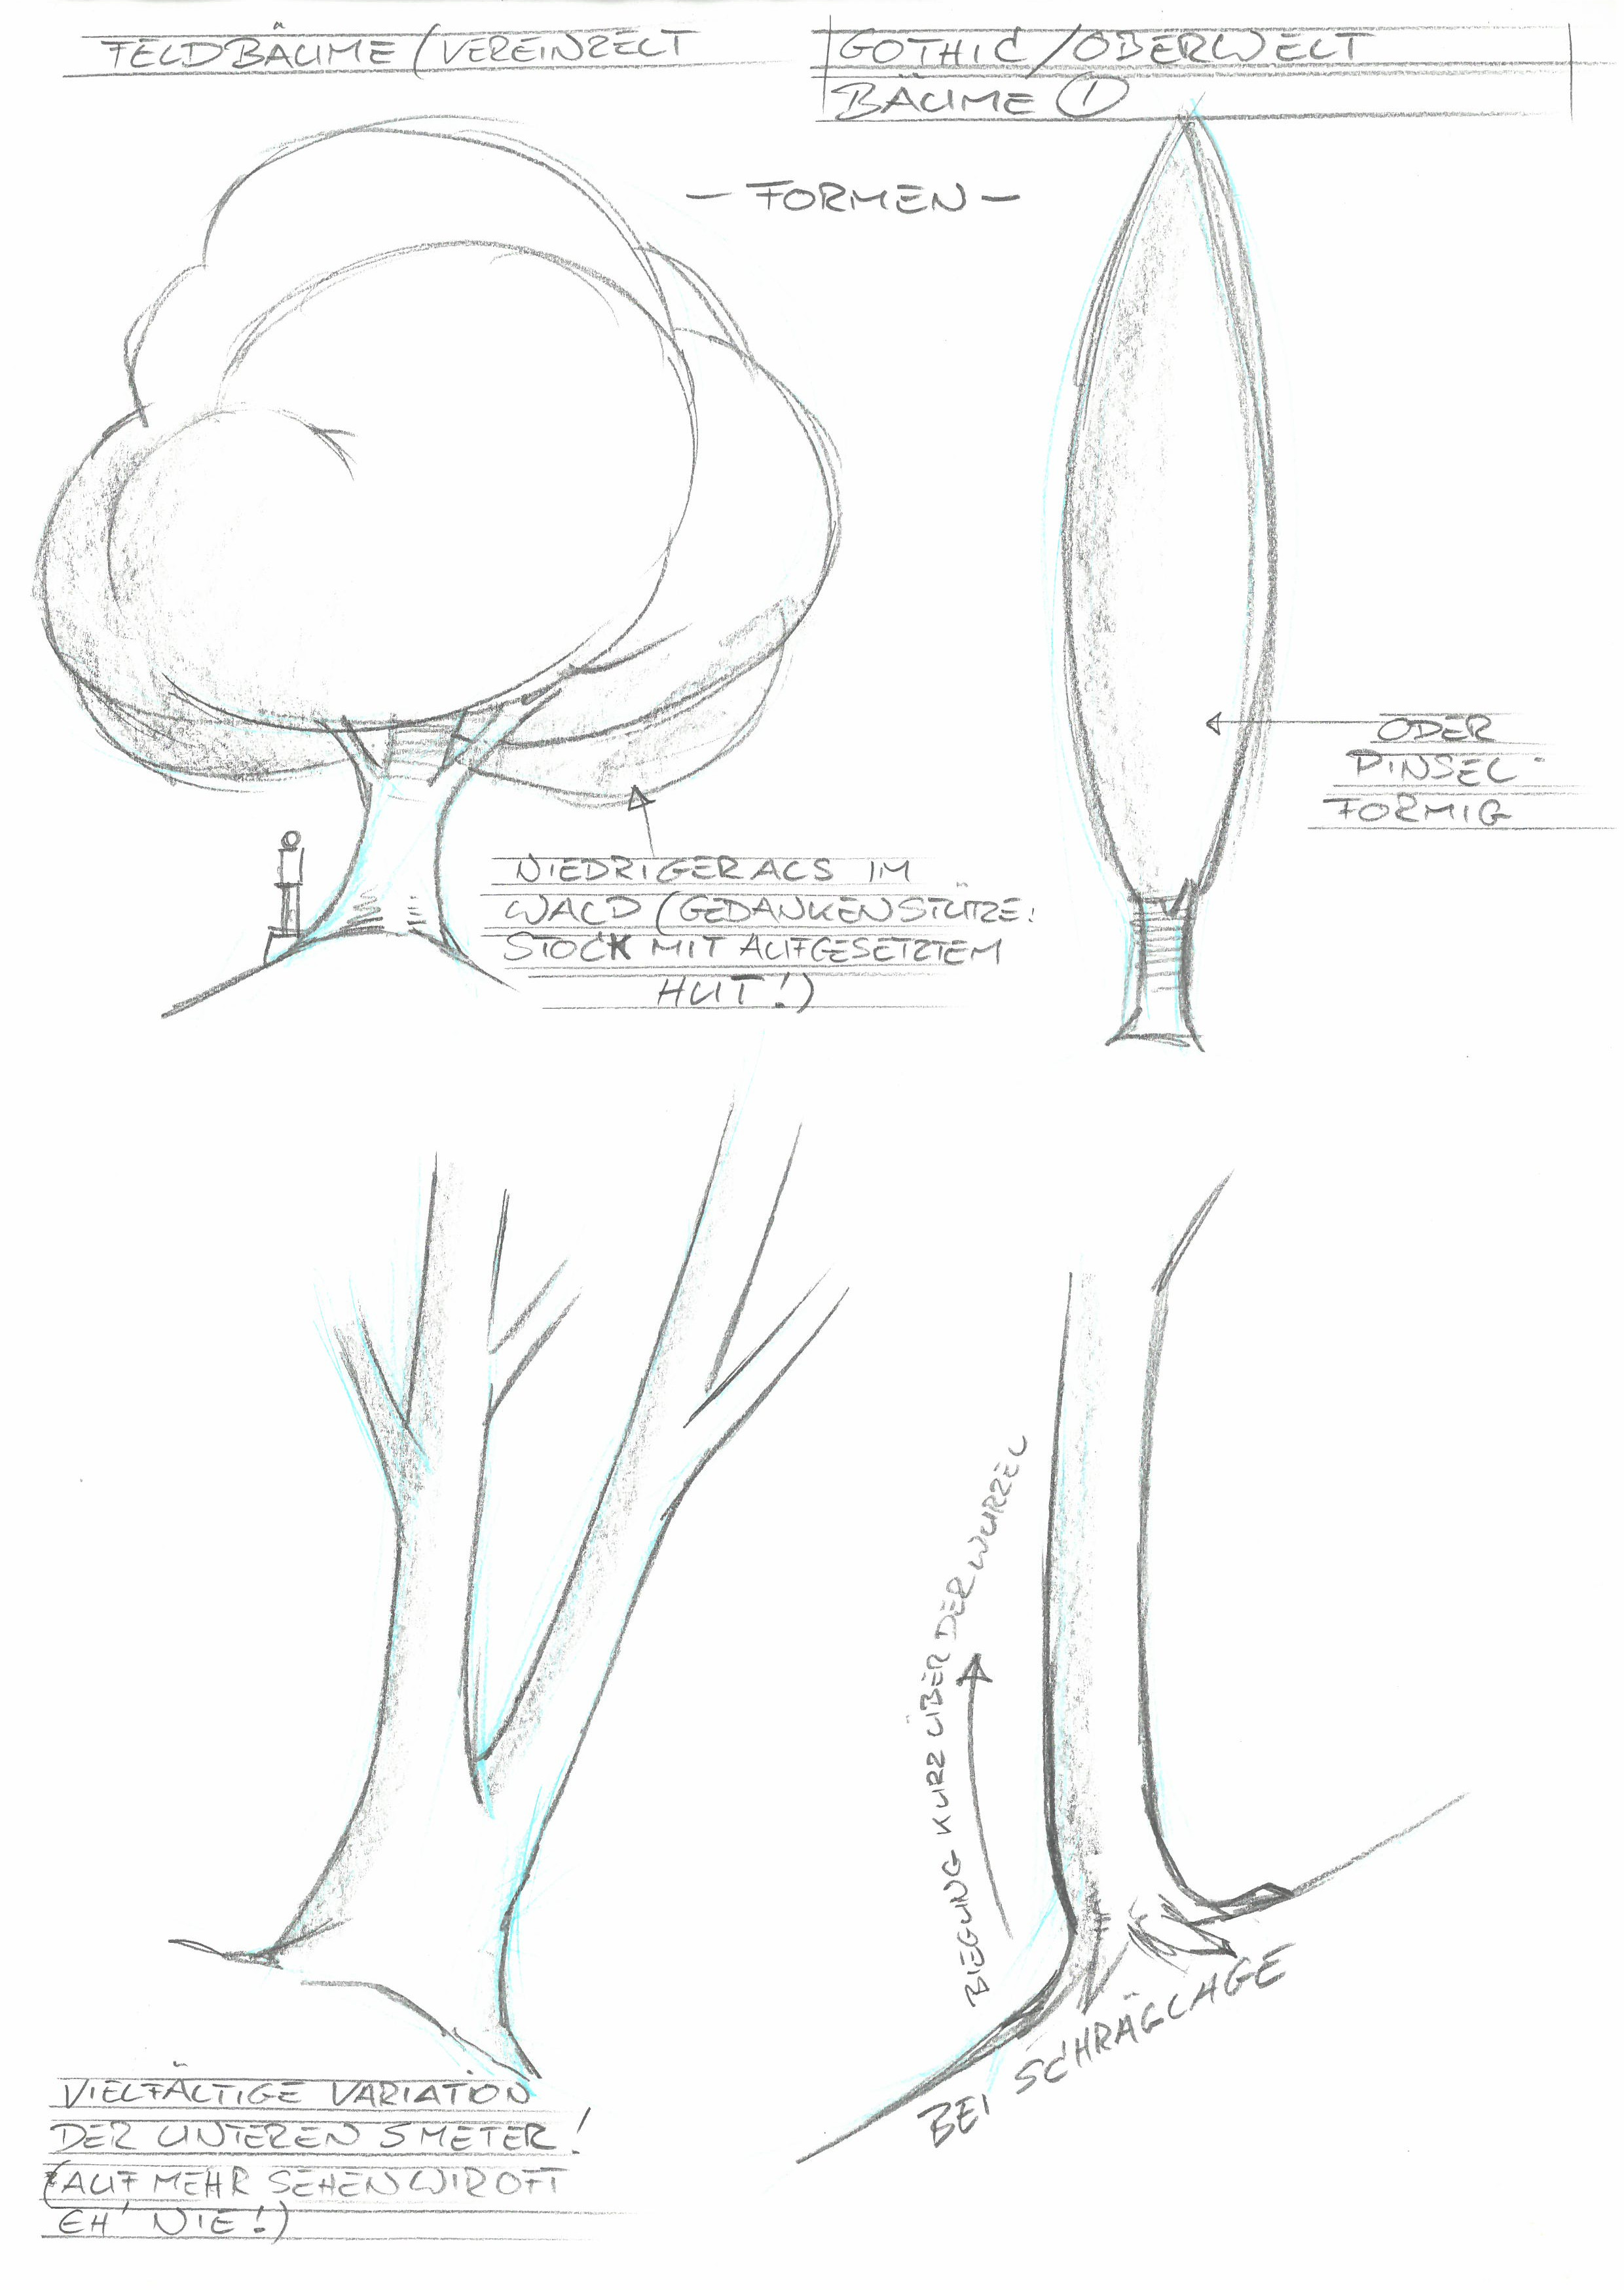 FELDBÄUME (VEREINZELT
GOTHIC/OBERWELT
BÄUME ①
- FORMEN -
ODER
PINSEL-
FORMIG
NIEDRIGER ALS IM
WALD (GEDANKENSTÜTZE:
STOCK MIT AUFGESETZTEM
HUT!)
BIEGUNG KURZ ÜBER DER WURZEL
BEI SCHRÄGLAGE
VIELFÄLTIGE VARIATION
DER UNTEREN 5 METER!
(AUF MEHR SEHEN WIR OFT
EH' NIE!)